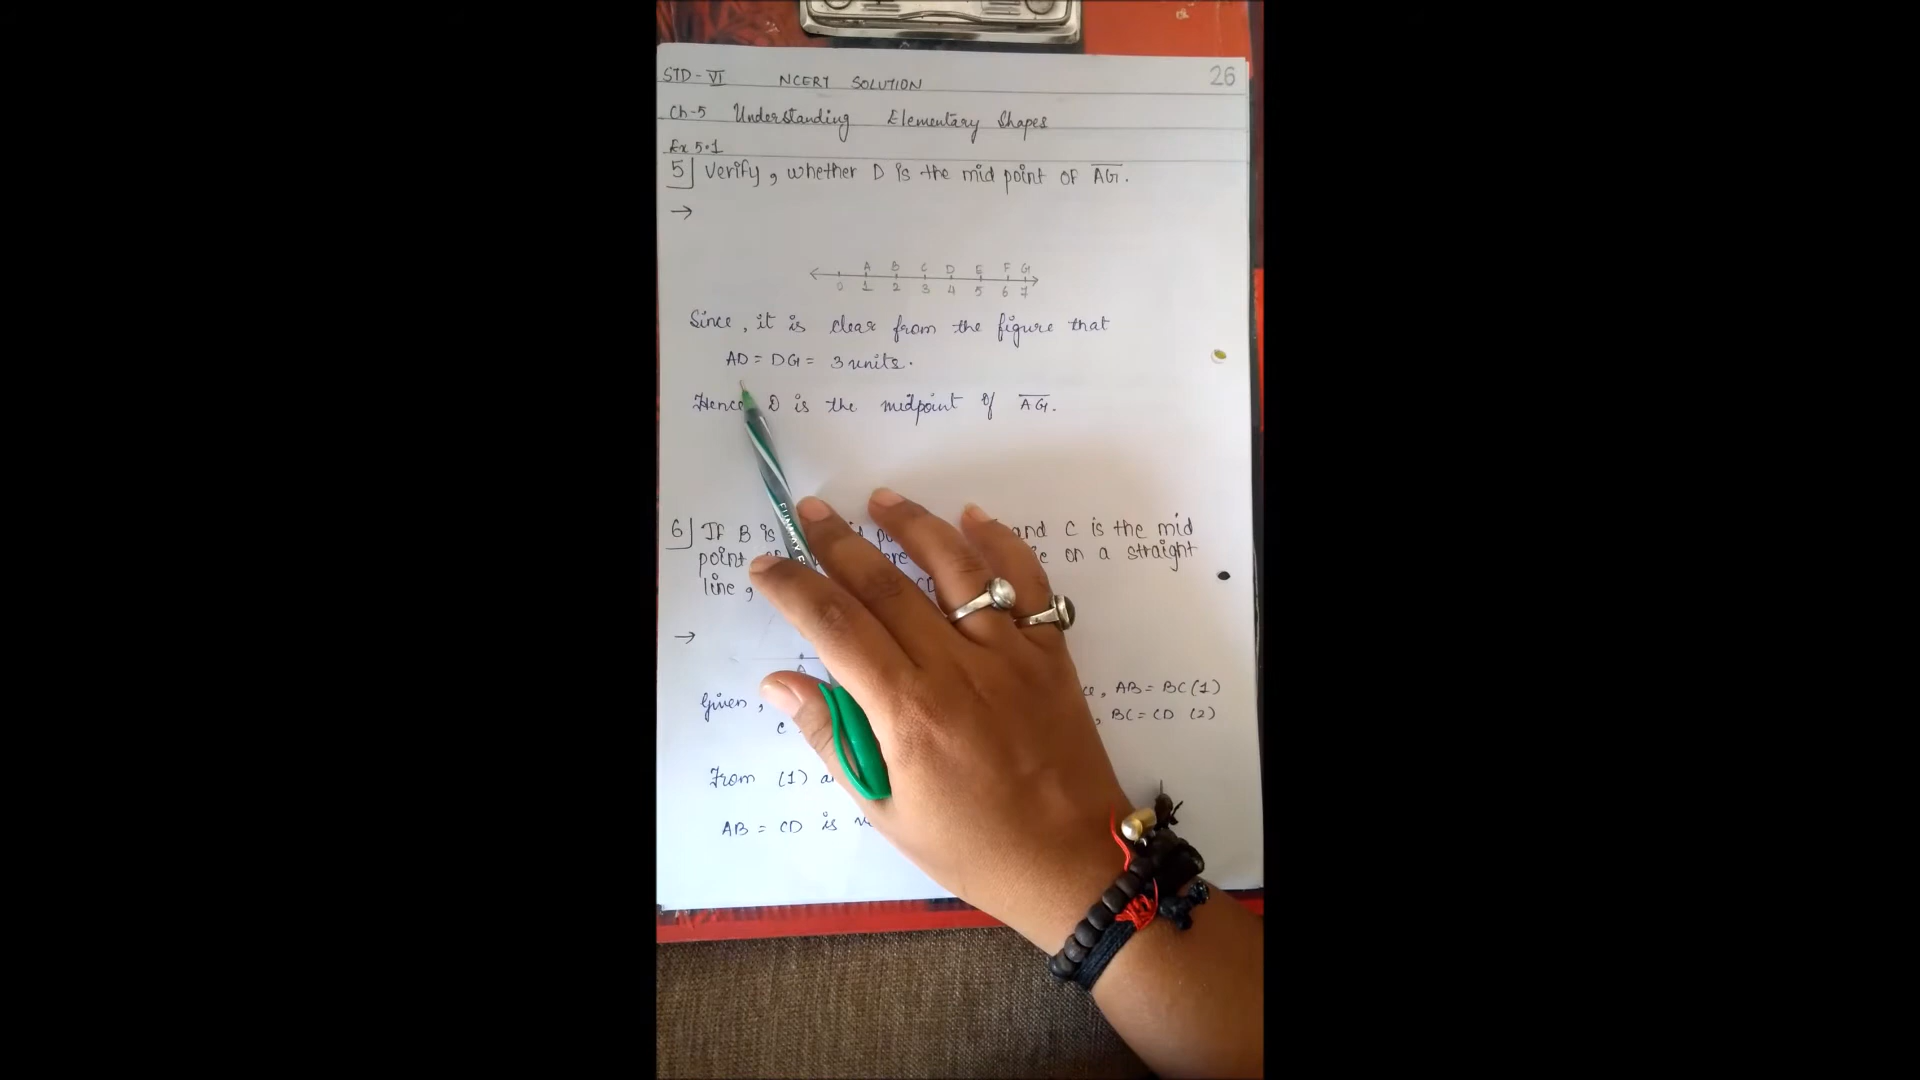 STD-VI NCERT SOLUTION 26
Ch-5 Understanding Elementary Shapes
Ex 5.1
5] Verify, whether D is the mid point of AG.
→
A B C D E F G
0 1 2 3 4 5 6 7
Since, it is clear from the figure that
AD = DG = 3 units.
Hence D is the midpoint of AG.
6] If B is and C is the mid
point on a straight
line, CD
→
A
Given, AB = BC (1)
C , BC = CD (2)
From (1)
AB = CD is